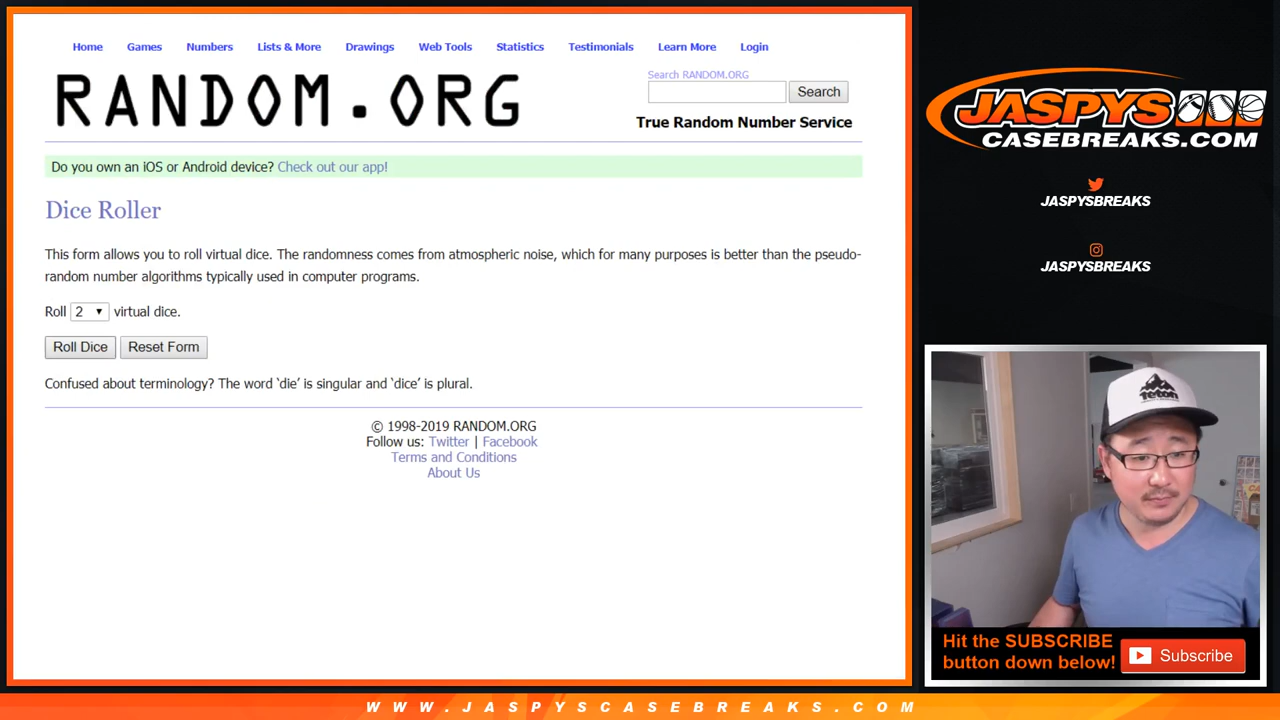 Home Games Numbers Lists & More Drawings Web Tools Statistics Testimonials Learn More Login
RANDOM.ORG
Search RANDOM.ORG
Search
True Random Number Service
Do you own an iOS or Android device? Check out our app!
Dice Roller
This form allows you to roll virtual dice. The randomness comes from atmospheric noise, which for many purposes is better than the pseudo-
random number algorithms typically used in computer programs.
Roll 2 virtual dice.
Roll Dice Reset Form
Confused about terminology? The word ‘die’ is singular and ‘dice’ is plural.
© 1998-2019 RANDOM.ORG
Follow us: Twitter | Facebook
Terms and Conditions
About Us
JASPYS
CASEBREAKS.COM
JASPYSBREAKS
JASPYSBREAKS
Teton
Hit the SUBSCRIBE
button down below!
Subscribe
WWW.JASPYSCASEBREAKS.COM